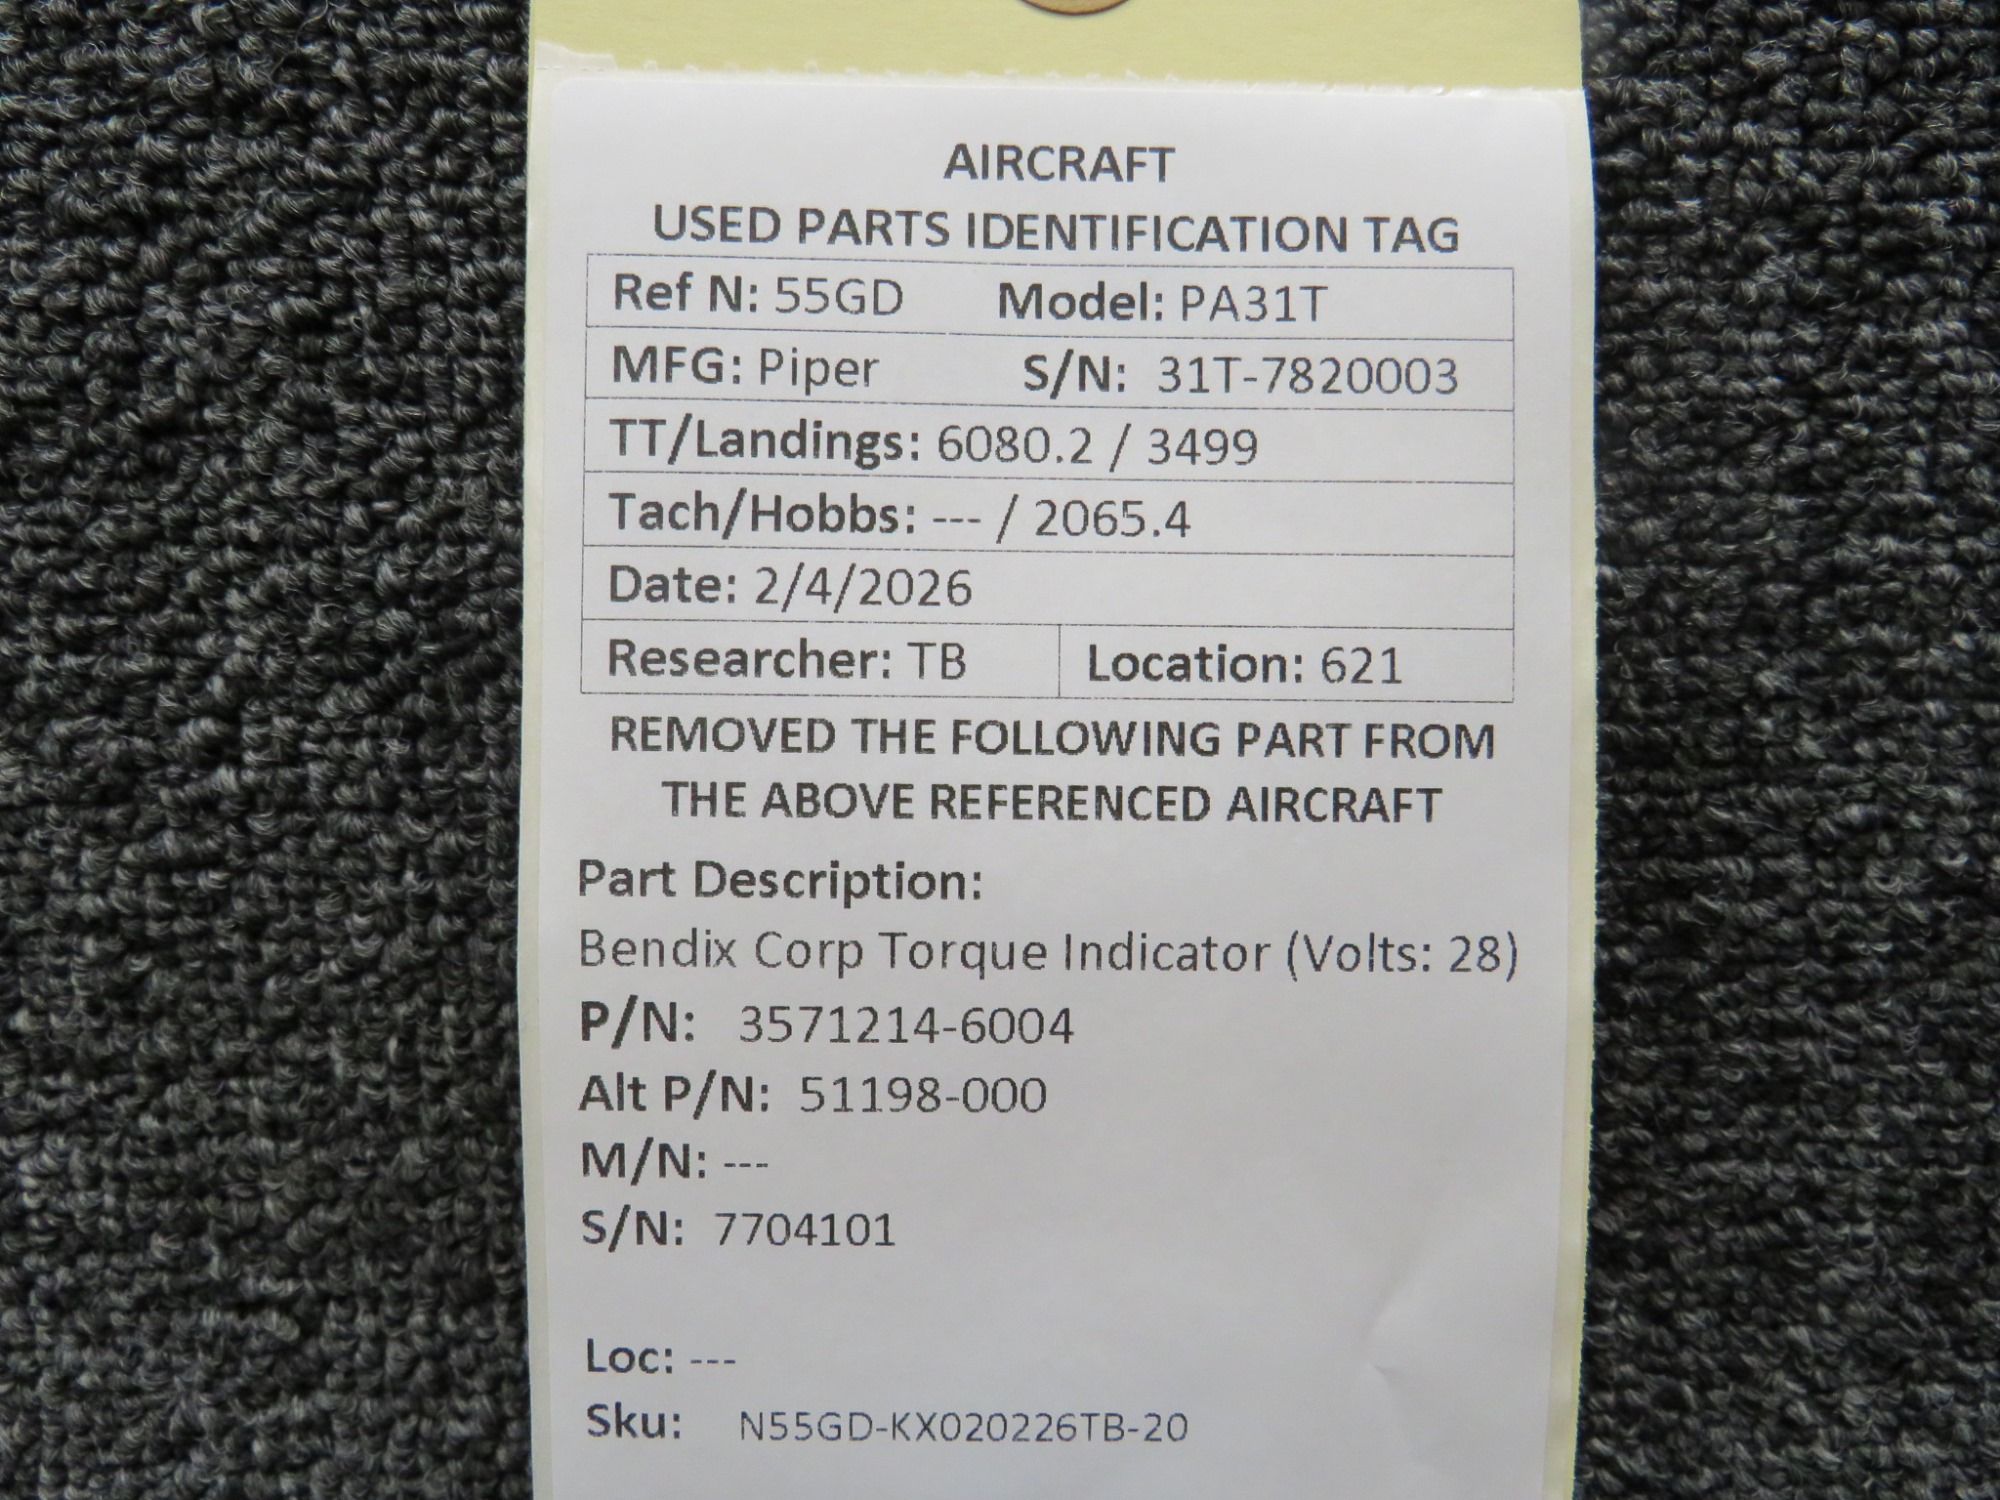 AIRCRAFT
USED PARTS IDENTIFICATION TAG
Ref N: 55GD Model: PA31T
MFG: Piper S/N: 31T-7820003
TT/Landings: 6080.2 / 3499
Tach/Hobbs: --- / 2065.4
Date: 2/4/2026
Researcher: TB Location: 621
REMOVED THE FOLLOWING PART FROM
THE ABOVE REFERENCED AIRCRAFT
Part Description:
Bendix Corp Torque Indicator (Volts: 28)
P/N: 3571214-6004
Alt P/N: 51198-000
M/N: ---
S/N: 7704101
Loc: ---
Sku: N55GD-KX020226TB-20